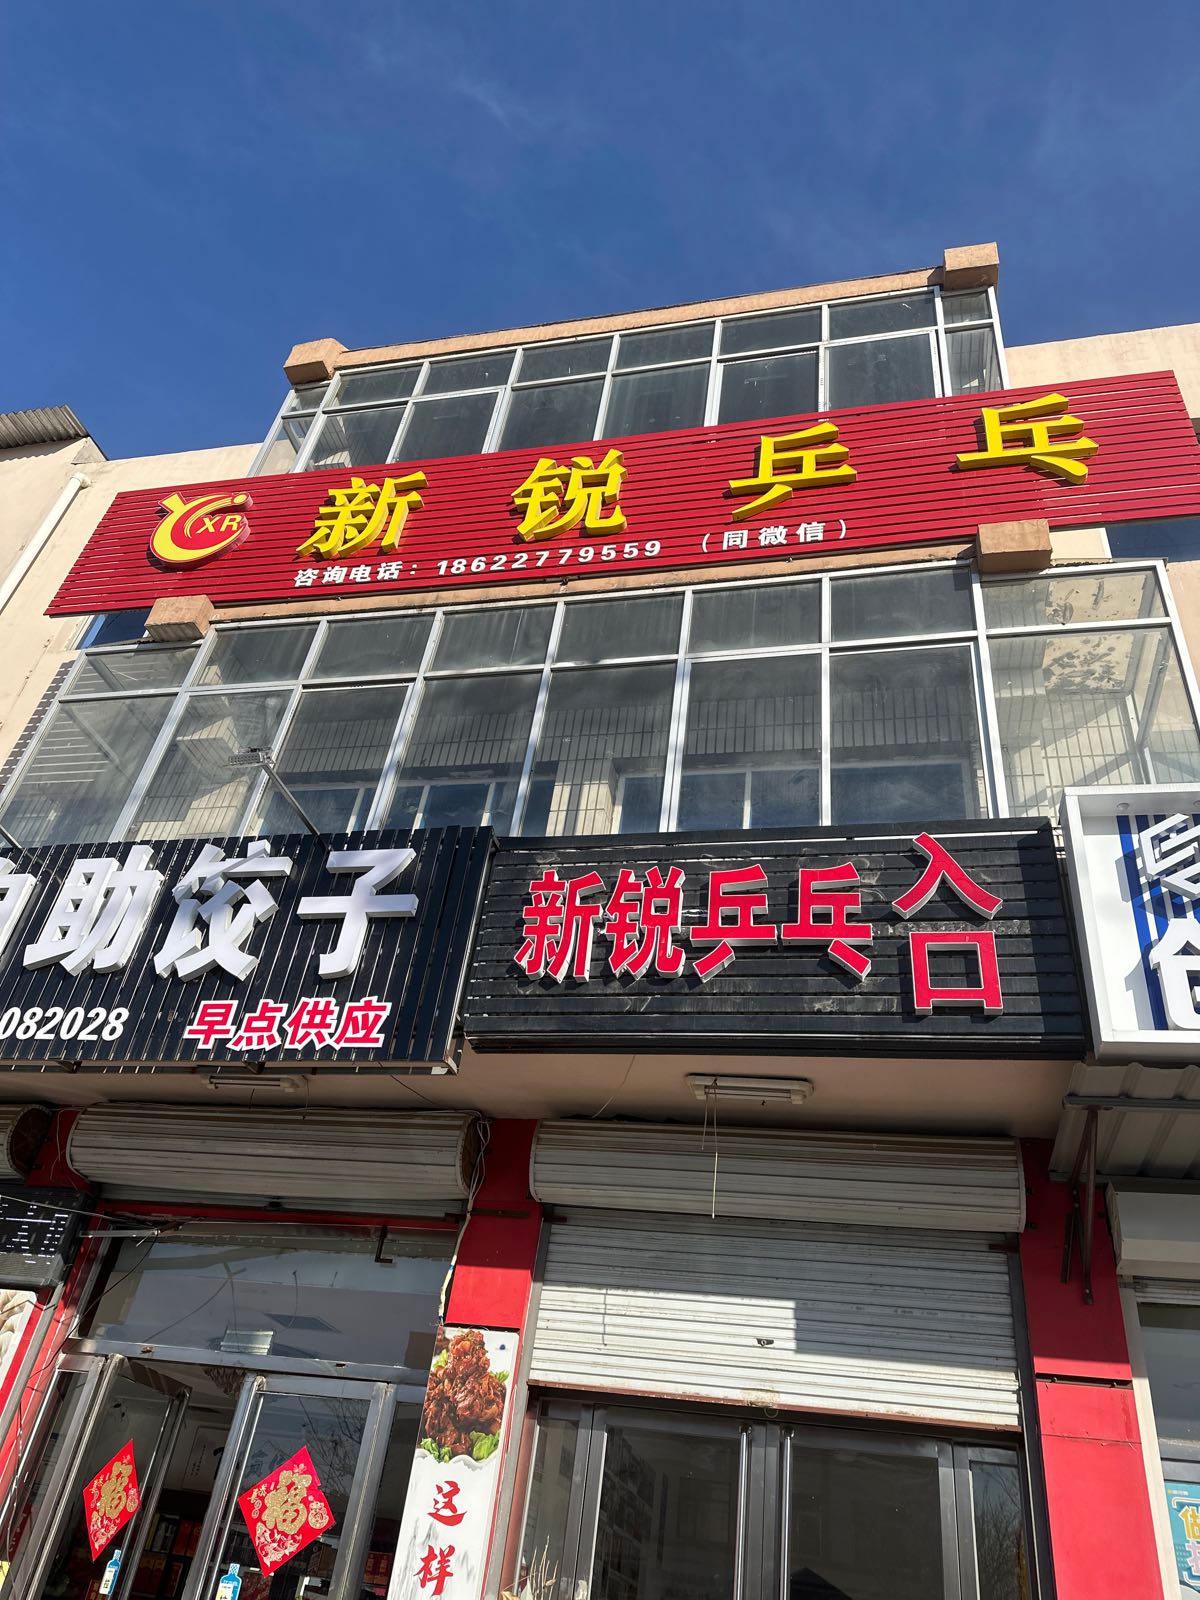 XR
新锐乒乓
咨询电话：18622779559（同微信）
自助饺子
082028 早点供应
新锐乒乓入口
福
福
这样